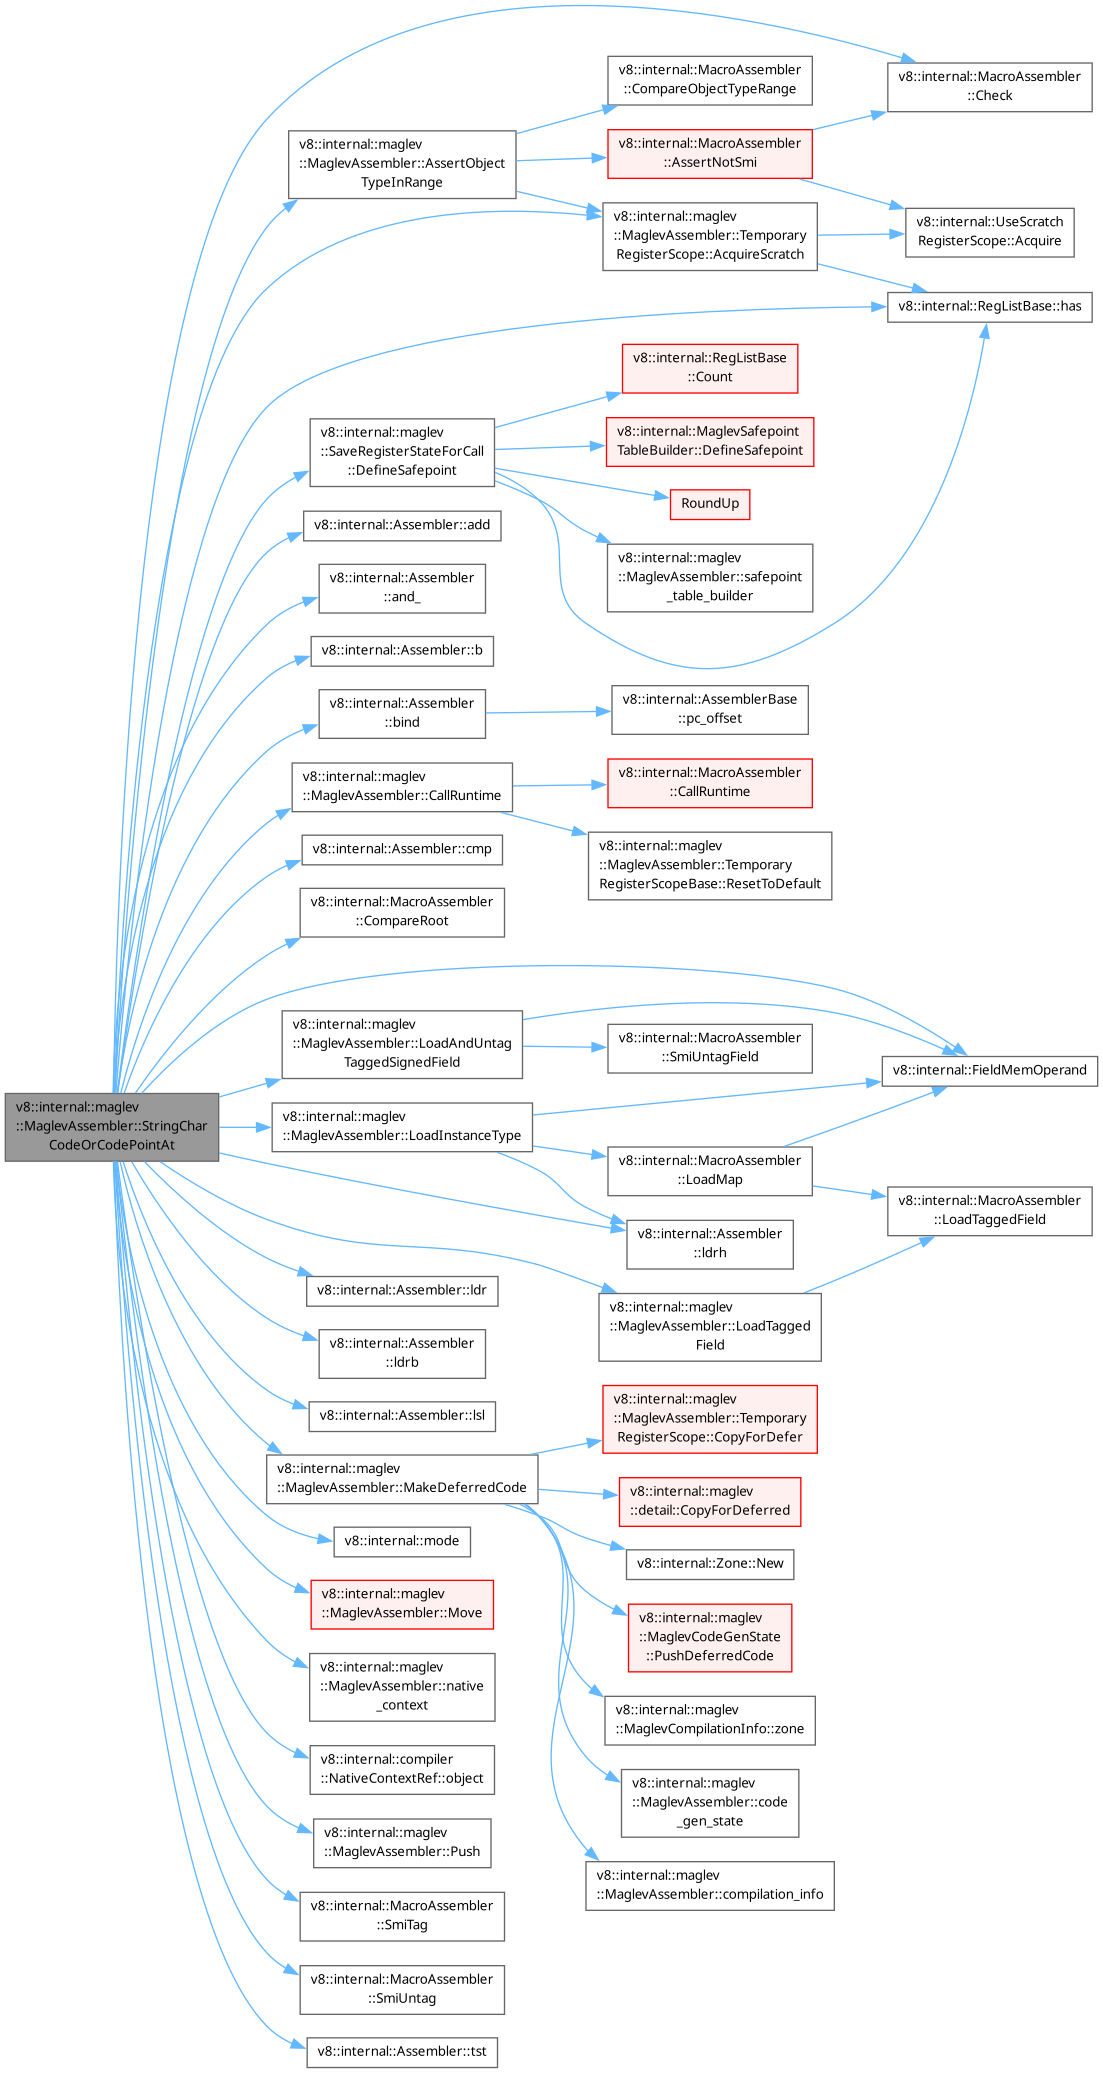 v8::internal::maglev
::MaglevAssembler::StringChar
CodeOrCodePointAt
v8::internal::maglev
::MaglevAssembler::AssertObject
TypeInRange
v8::internal::MacroAssembler
::CompareObjectTypeRange
v8::internal::MacroAssembler
::AssertNotSmi
v8::internal::MacroAssembler
::Check
v8::internal::maglev
::MaglevAssembler::Temporary
RegisterScope::AcquireScratch
v8::internal::UseScratch
RegisterScope::Acquire
v8::internal::RegListBase::has
v8::internal::maglev
::SaveRegisterStateForCall
::DefineSafepoint
v8::internal::RegListBase
::Count
v8::internal::MaglevSafepoint
TableBuilder::DefineSafepoint
RoundUp
v8::internal::maglev
::MaglevAssembler::safepoint
_table_builder
v8::internal::Assembler::add
v8::internal::Assembler
::and_
v8::internal::Assembler::b
v8::internal::Assembler
::bind
v8::internal::AssemblerBase
::pc_offset
v8::internal::maglev
::MaglevAssembler::CallRuntime
v8::internal::MacroAssembler
::CallRuntime
v8::internal::maglev
::MaglevAssembler::Temporary
RegisterScopeBase::ResetToDefault
v8::internal::Assembler::cmp
v8::internal::MacroAssembler
::CompareRoot
v8::internal::maglev
::MaglevAssembler::LoadAndUntag
TaggedSignedField
v8::internal::MacroAssembler
::SmiUntagField
v8::internal::FieldMemOperand
v8::internal::maglev
::MaglevAssembler::LoadInstanceType
v8::internal::MacroAssembler
::LoadMap
v8::internal::MacroAssembler
::LoadTaggedField
v8::internal::Assembler
::ldrh
v8::internal::maglev
::MaglevAssembler::LoadTagged
Field
v8::internal::Assembler::ldr
v8::internal::Assembler
::ldrb
v8::internal::Assembler::lsl
v8::internal::maglev
::MaglevAssembler::MakeDeferredCode
v8::internal::maglev
::MaglevAssembler::Temporary
RegisterScope::CopyForDefer
v8::internal::maglev
::detail::CopyForDeferred
v8::internal::Zone::New
v8::internal::maglev
::MaglevCodeGenState
::PushDeferredCode
v8::internal::maglev
::MaglevCompilationInfo::zone
v8::internal::maglev
::MaglevAssembler::code
_gen_state
v8::internal::maglev
::MaglevAssembler::compilation_info
v8::internal::mode
v8::internal::maglev
::MaglevAssembler::Move
v8::internal::maglev
::MaglevAssembler::native
_context
v8::internal::compiler
::NativeContextRef::object
v8::internal::maglev
::MaglevAssembler::Push
v8::internal::MacroAssembler
::SmiTag
v8::internal::MacroAssembler
::SmiUntag
v8::internal::Assembler::tst